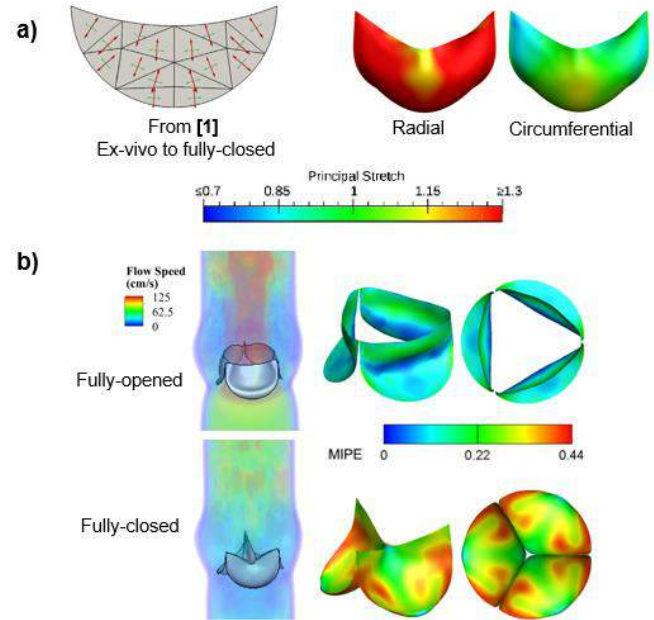 a)
From [1]
Ex-vivo to fully-closed
Radial
Circumferential
Principal Stretch
≤0.7
0.85
1
1.15
≥1.3
b)
Flow Speed
(cm/s)
125
62.5
0
Fully-opened
MIPE
0
0.22
0.44
Fully-closed